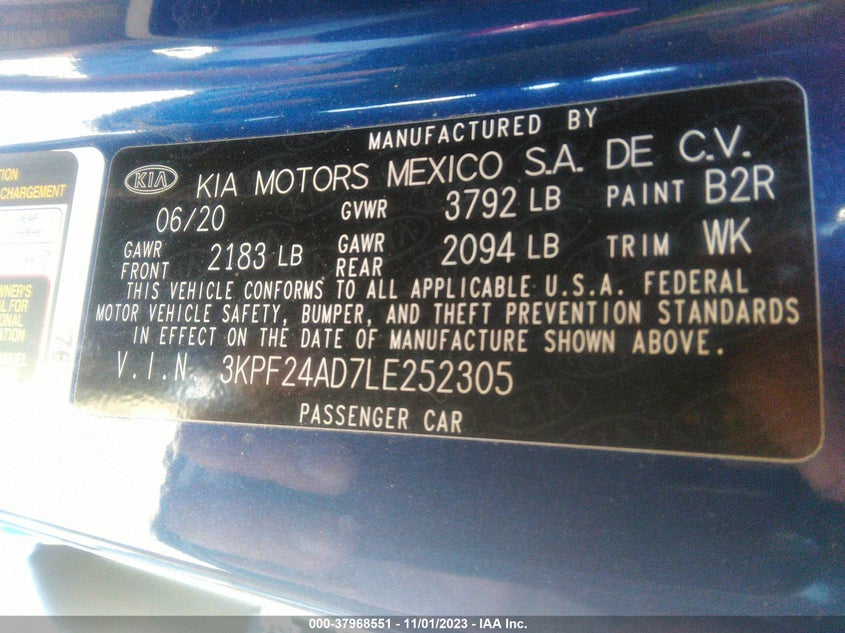 MANUFACTURED BY
KIA KIA MOTORS MEXICO S.A. DE C.V.
06/20 GVWR 3792 LB PAINT B2R
GAWR FRONT 2183 LB GAWR REAR 2094 LB TRIM WK
THIS VEHICLE CONFORMS TO ALL APPLICABLE U.S.A. FEDERAL
MOTOR VEHICLE SAFETY, BUMPER, AND THEFT PREVENTION STANDARDS
IN EFFECT ON THE DATE OF MANUFACTURE SHOWN ABOVE.
V.I.N. 3KPF24AD7LE252305
PASSENGER CAR
CHARGEMENT
76
000-37968551 - 11/01/2023 - IAA Inc.